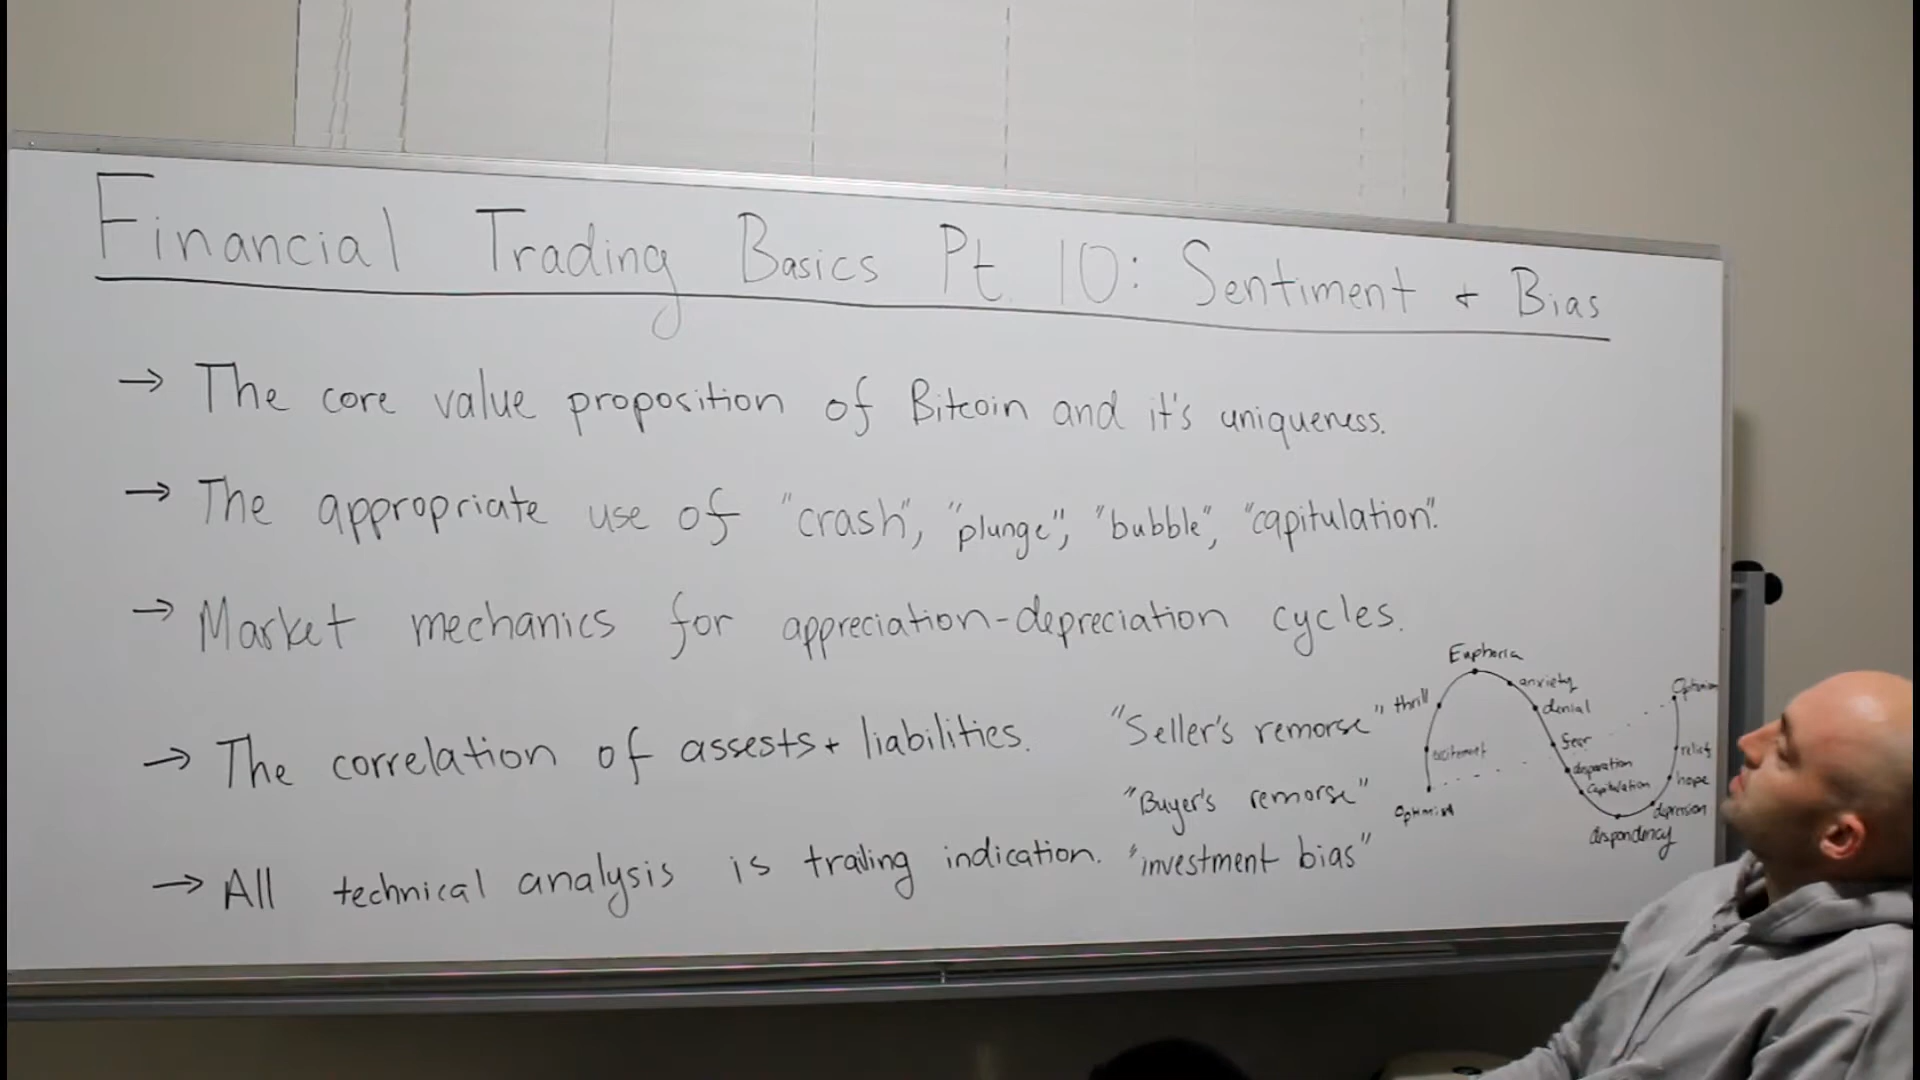 Financial Trading Basics Pt. 10: Sentiment + Bias
→ The core value proposition of Bitcoin and it's uniqueness.
→ The appropriate use of "crash", "plunge", "bubble", "capitulation".
→ Market mechanics for appreciation-depreciation cycles.
→ The correlation of assests + liabilities.
→ All technical analysis is trailing indication.
"Seller's remorse"
"Buyer's remorse"
"investment bias"
Optimist
excitement
thrill
Euphoria
anxiety
denial
fear
capitulation
despondency
depression
hope
relief